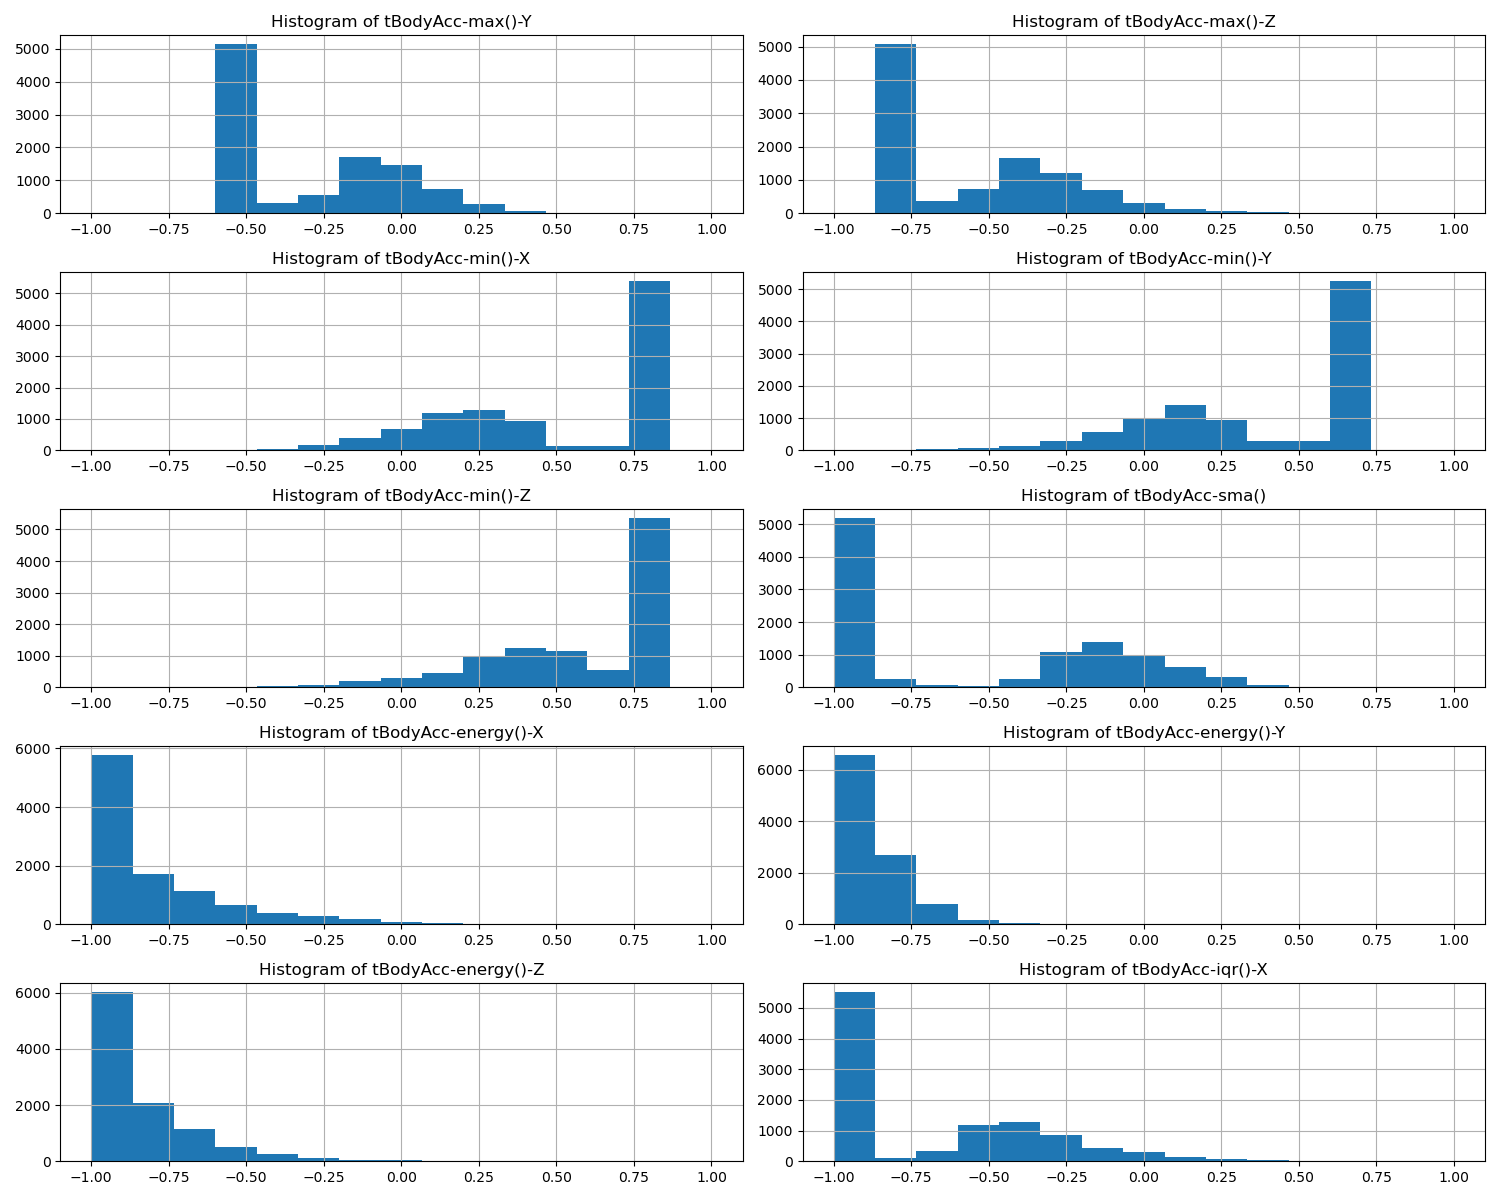 Histogram of tBodyAcc-max()-Y
5000
4000
3000
2000
1000
0
−1.00 −0.75 −0.50 −0.25 0.00 0.25 0.50 0.75 1.00
Histogram of tBodyAcc-max()-Z
5000
4000
3000
2000
1000
0
−1.00 −0.75 −0.50 −0.25 0.00 0.25 0.50 0.75 1.00
Histogram of tBodyAcc-min()-X
5000
4000
3000
2000
1000
0
−1.00 −0.75 −0.50 −0.25 0.00 0.25 0.50 0.75 1.00
Histogram of tBodyAcc-min()-Y
5000
4000
3000
2000
1000
0
−1.00 −0.75 −0.50 −0.25 0.00 0.25 0.50 0.75 1.00
Histogram of tBodyAcc-min()-Z
5000
4000
3000
2000
1000
0
−1.00 −0.75 −0.50 −0.25 0.00 0.25 0.50 0.75 1.00
Histogram of tBodyAcc-sma()
5000
4000
3000
2000
1000
0
−1.00 −0.75 −0.50 −0.25 0.00 0.25 0.50 0.75 1.00
Histogram of tBodyAcc-energy()-X
6000
4000
2000
0
−1.00 −0.75 −0.50 −0.25 0.00 0.25 0.50 0.75 1.00
Histogram of tBodyAcc-energy()-Y
6000
4000
2000
0
−1.00 −0.75 −0.50 −0.25 0.00 0.25 0.50 0.75 1.00
Histogram of tBodyAcc-energy()-Z
6000
4000
2000
0
−1.00 −0.75 −0.50 −0.25 0.00 0.25 0.50 0.75 1.00
Histogram of tBodyAcc-iqr()-X
5000
4000
3000
2000
1000
0
−1.00 −0.75 −0.50 −0.25 0.00 0.25 0.50 0.75 1.00